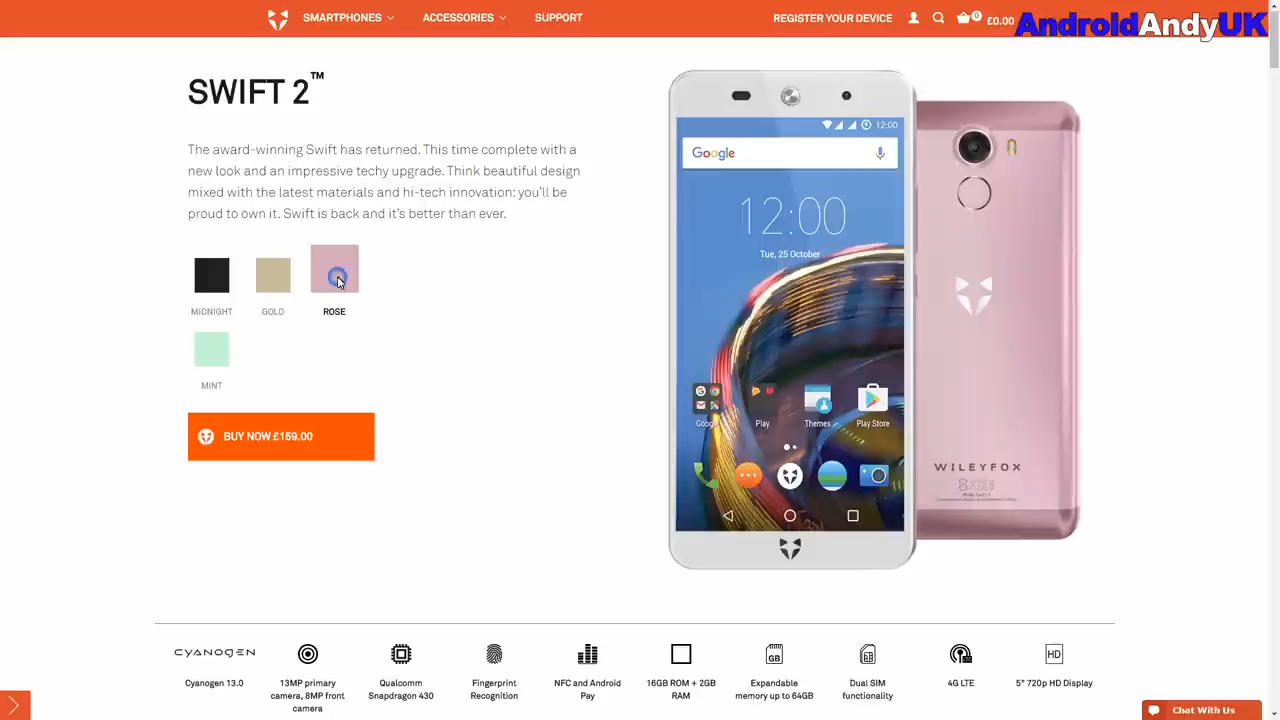 SMARTPHONES
ACCESSORIES
SUPPORT
REGISTER YOUR DEVICE
0
£0.00
AndroidAndyUK
SWIFT 2™
The award-winning Swift has returned. This time complete with a
new look and an impressive techy upgrade. Think beautiful design
mixed with the latest materials and hi-tech innovation: you'll be
proud to own it. Swift is back and it's better than ever.
MIDNIGHT
GOLD
ROSE
MINT
BUY NOW £159.00
12:00
Google
12:00
Tue, 25 October
Google
Play
Themes
Play Store
WILEYFOX
CYANOGEN
Cyanogen 13.0
13MP primary
camera, 8MP front
camera
Qualcomm
Snapdragon 430
Fingerprint
Recognition
NFC and Android
Pay
16GB ROM + 2GB
RAM
GB
Expandable
memory up to 64GB
Dual SIM
functionality
4G LTE
HD
5" 720p HD Display
Chat With Us